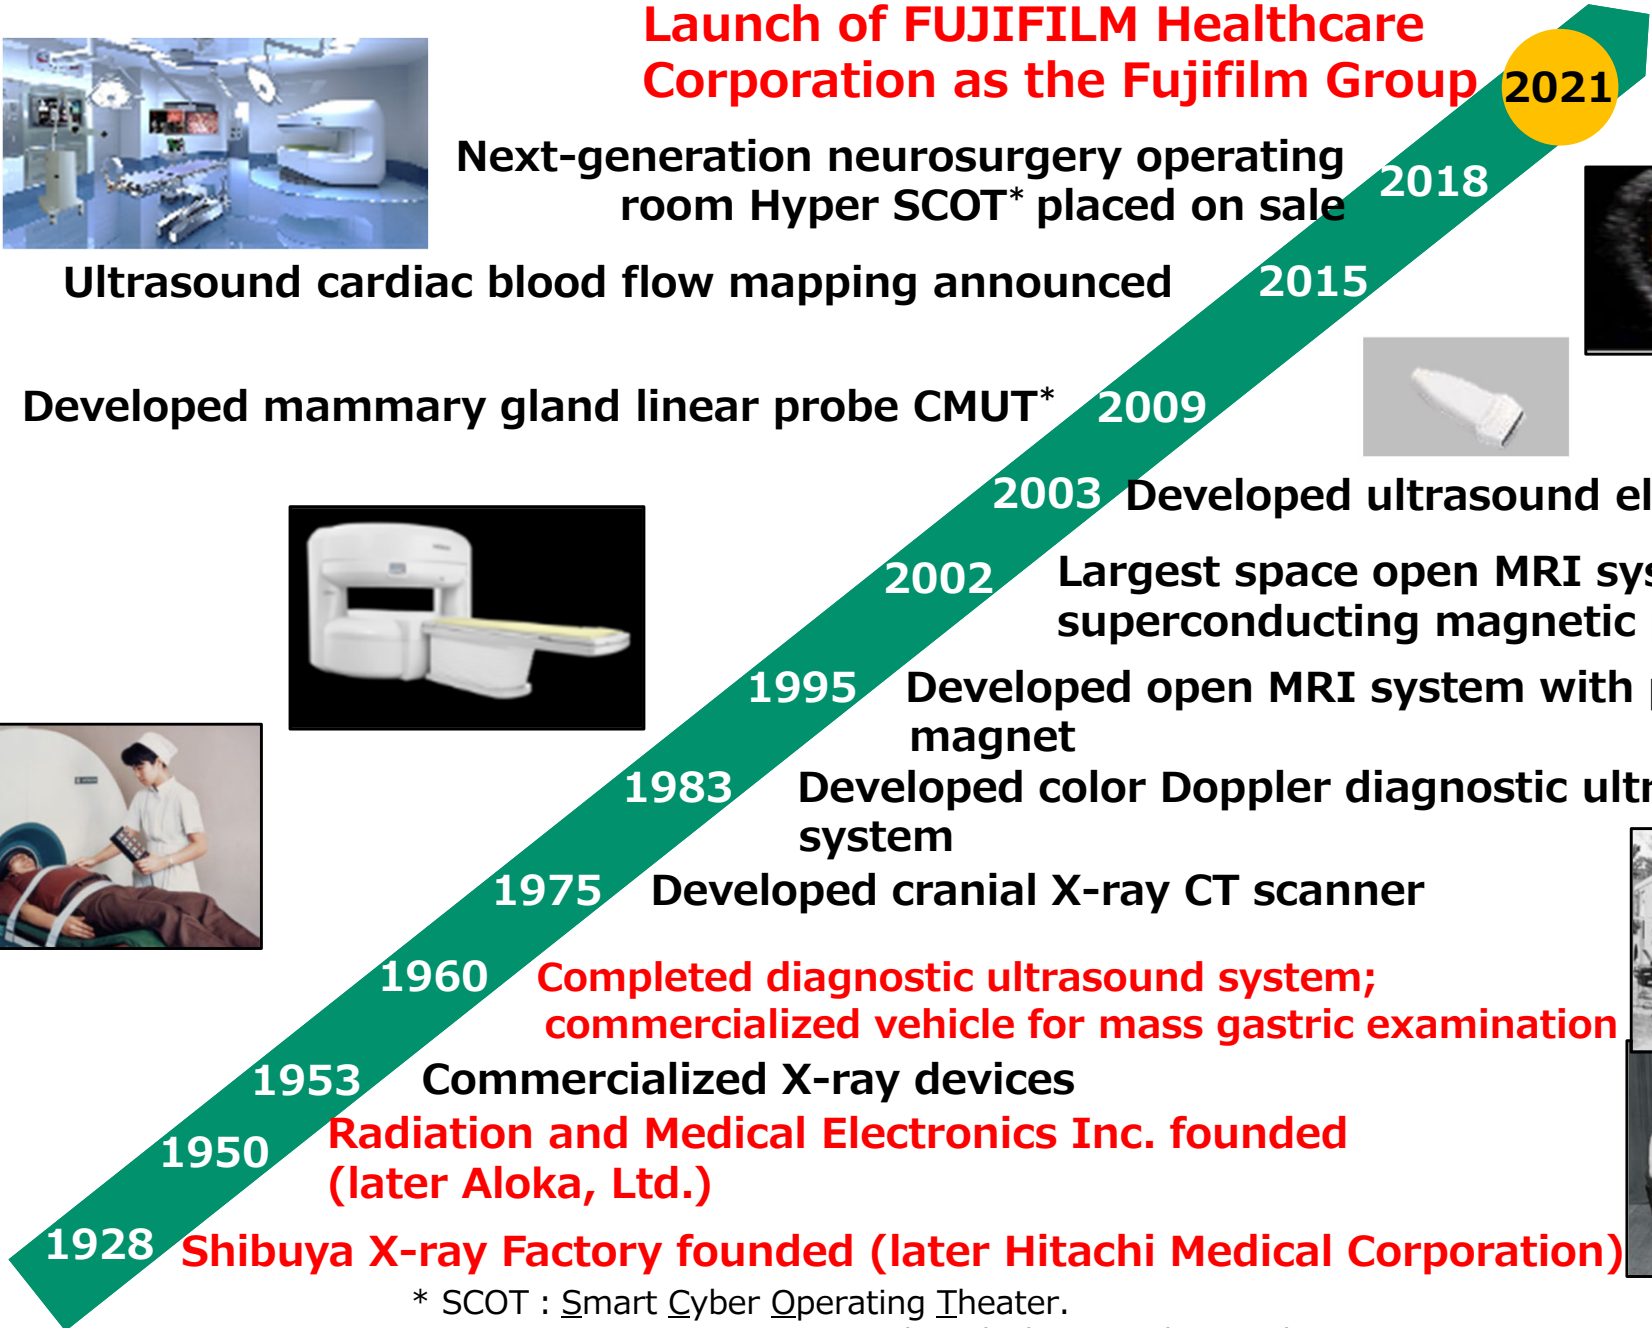 Launch of FUJIFILM Healthcare
Corporation as the Fujifilm Group
2021
Next-generation neurosurgery operating
room Hyper SCOT* placed on sale
2018
Ultrasound cardiac blood flow mapping announced
2015
Developed mammary gland linear probe CMUT*
2009
2003
Developed ultrasound
2002
Largest space open MRI
superconducting magnetic
1995
Developed open MRI system with
magnet
1983
Developed color Doppler diagnostic
system
1975
Developed cranial X-ray CT scanner
1960
Completed diagnostic ultrasound system;
commercialized vehicle for mass gastric examination
1953
Commercialized X-ray devices
1950
Radiation and Medical Electronics Inc. founded
(later Aloka, Ltd.)
1928
Shibuya X-ray Factory founded (later Hitachi Medical Corporation)
* SCOT : Smart Cyber Operating Theater.